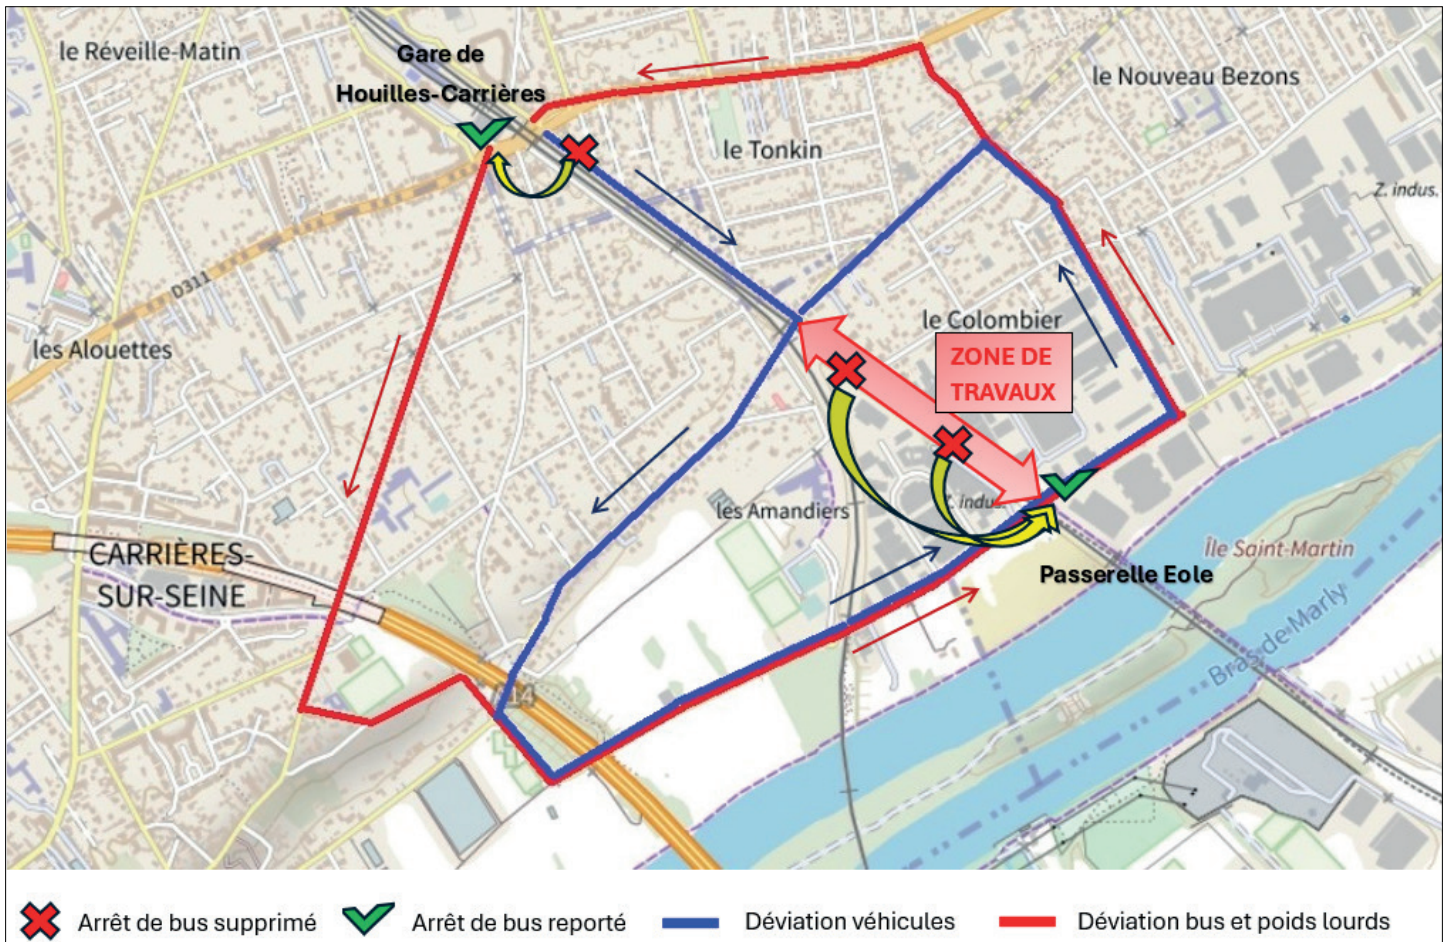 le Réveille-Matin
Gare de
Houilles-Carrières
le Nouveau Bezons
le Tonkin
Z. indus.
D311
le Colombier
les Alouettes
ZONE DE
TRAVAUX
les Amandiers
indus.
CARRIÈRES-
SUR-SEINE
Île Saint-Martin
Passerelle Eole
Bras de Marly
Arrêt de bus supprimé
Arrêt de bus reporté
Déviation véhicules
Déviation bus et poids lourds